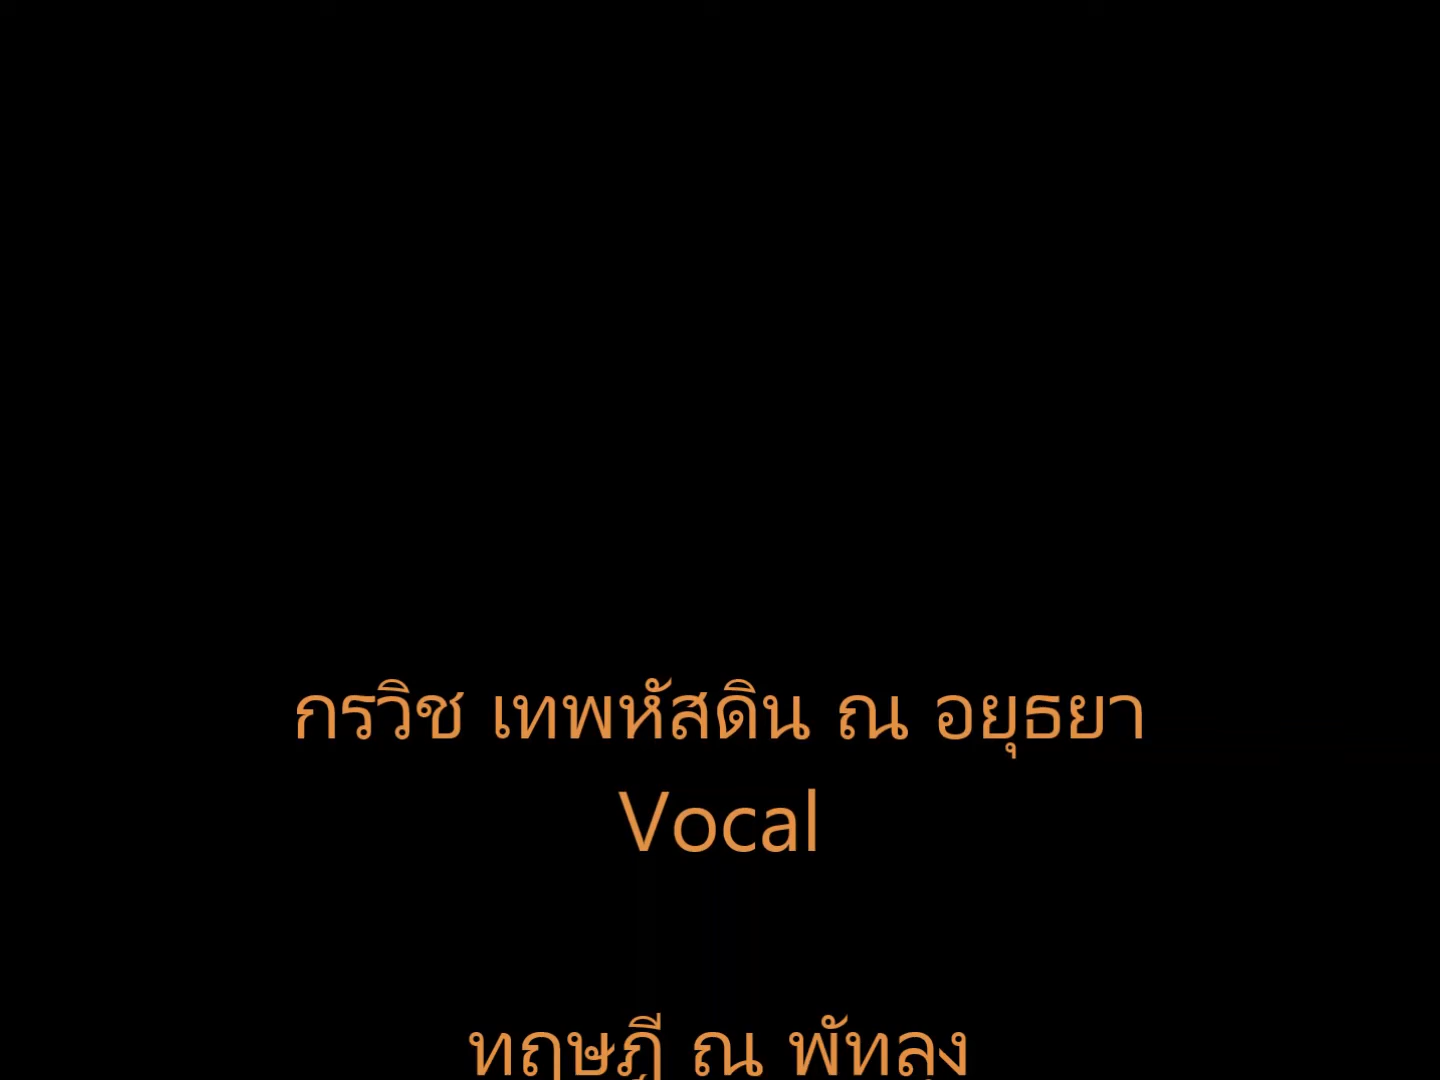 กรวิช เทพหัสดิน ณ อยุธยา
Vocal
ทฤษฎี ณ พัทลุง